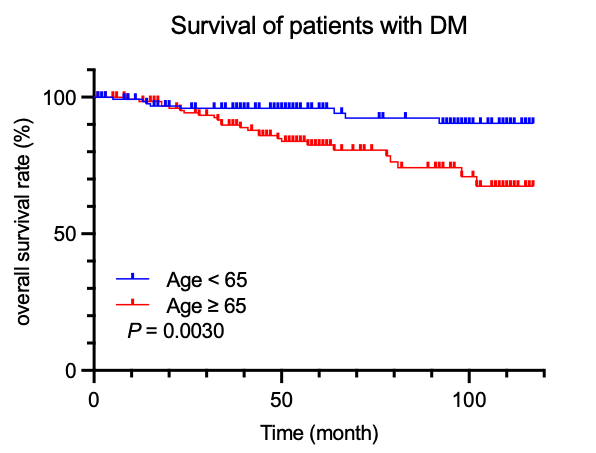 Survival of patients with DM
overall survival rate (%)
100
50
0
Age < 65
Age ≥ 65
P = 0.0030
0 50 100
Time (month)